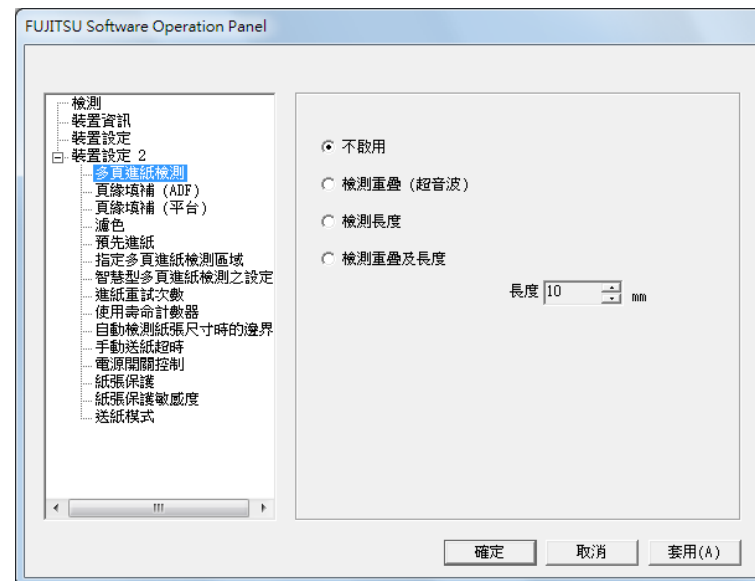 FUJITSU Software Operation Panel
檢測
裝置資訊
裝置設定
裝置設定 2
多頁進紙檢測
頁緣填補 (ADF)
頁緣填補 (平台)
濾色
預先進紙
指定多頁進紙檢測區域
智慧型多頁進紙檢測之設定
進紙重試次數
使用壽命計數器
自動檢測紙張尺寸時的邊界
手動送紙超時
電源開關控制
紙張保護
紙張保護敏感度
送紙模式
不啟用
檢測重疊 (超音波)
檢測長度
檢測重疊及長度
長度 10 mm
確定 取消 套用(A)